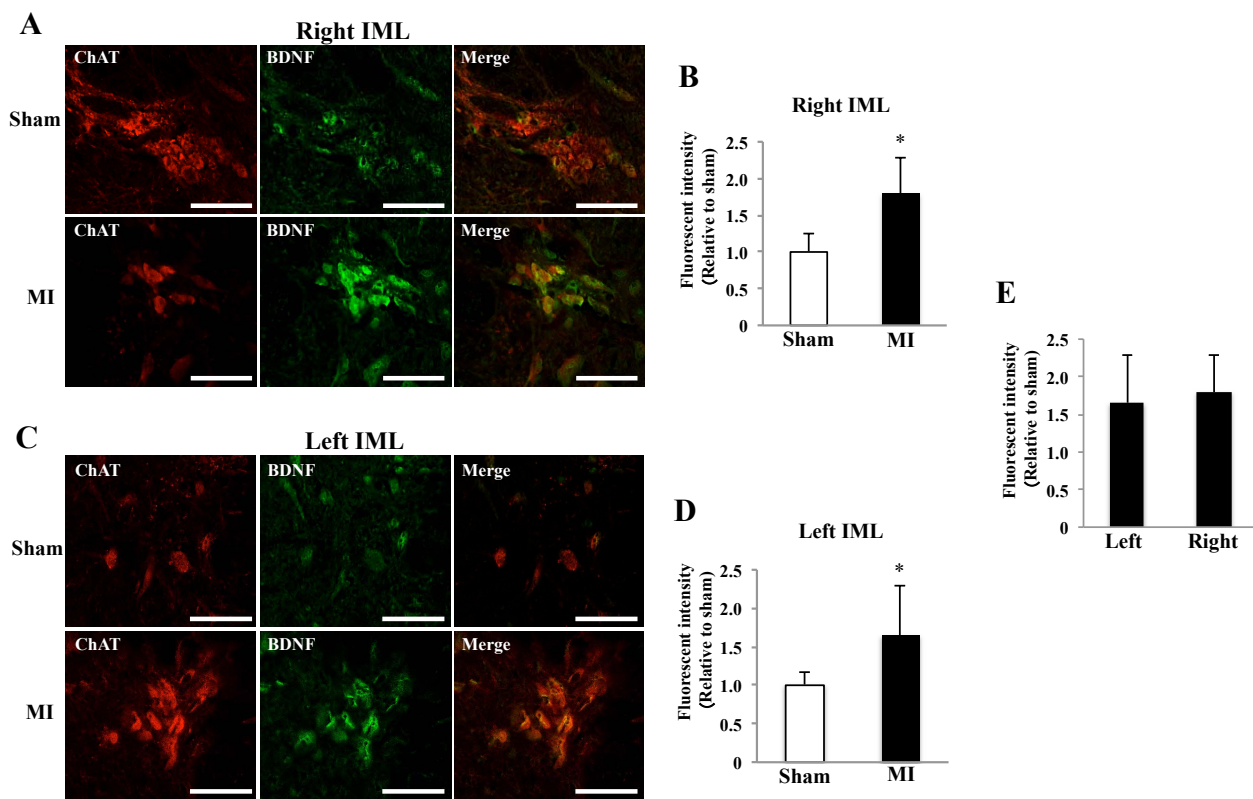 A
Right IML
ChAT BDNF Merge
Sham
ChAT BDNF Merge
MI
B
Right IML
Fluorescent intensity
(Relative to sham)
2.5
2.0
1.5
1.0
0.5
0
*
Sham MI
C
Left IML
ChAT BDNF Merge
Sham
ChAT BDNF Merge
MI
D
Left IML
Fluorescent intensity
(Relative to sham)
2.5
2.0
1.5
1.0
0.5
0
*
Sham MI
E
Fluorescent intensity
(Relative to sham)
2.5
2.0
1.5
1.0
0.5
0
Left Right